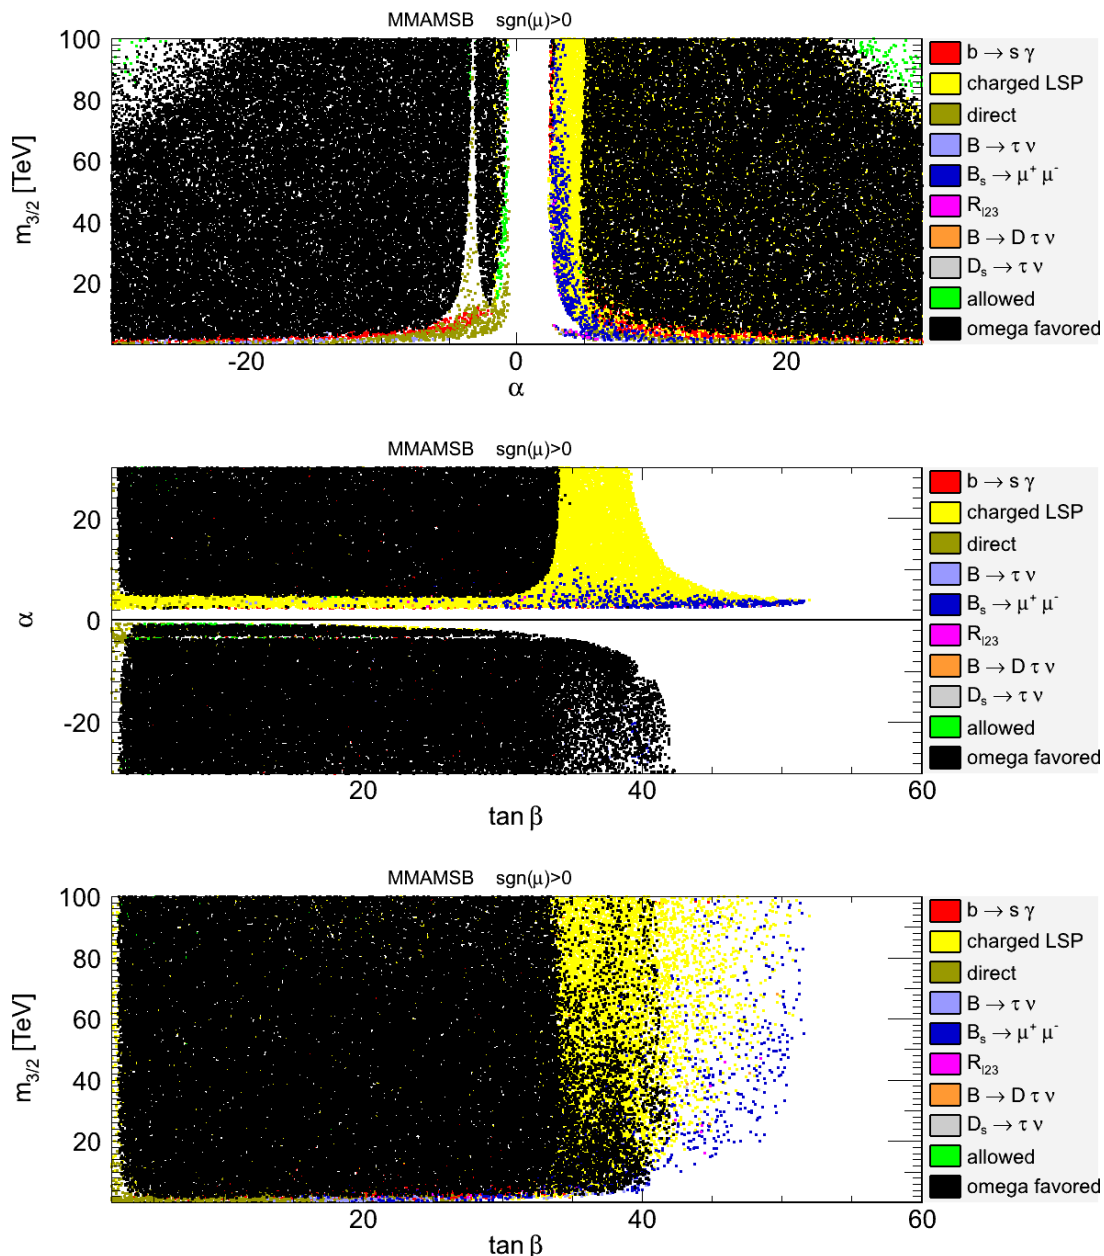 MMAMSB sgn(μ)>0
100
80
60
40
20
m3/2 [TeV]
-20 0 20
α
b → s γ
charged LSP
direct
B → τ ν
Bs → μ+ μ-
Rl23
B → D τ ν
Ds → τ ν
allowed
omega favored
MMAMSB sgn(μ)>0
20
0
-20
α
20 40 60
tan β
b → s γ
charged LSP
direct
B → τ ν
Bs → μ+ μ-
Rl23
B → D τ ν
Ds → τ ν
allowed
omega favored
MMAMSB sgn(μ)>0
100
80
60
40
20
m3/2 [TeV]
20 40 60
tan β
b → s γ
charged LSP
direct
B → τ ν
Bs → μ+ μ-
Rl23
B → D τ ν
Ds → τ ν
allowed
omega favored